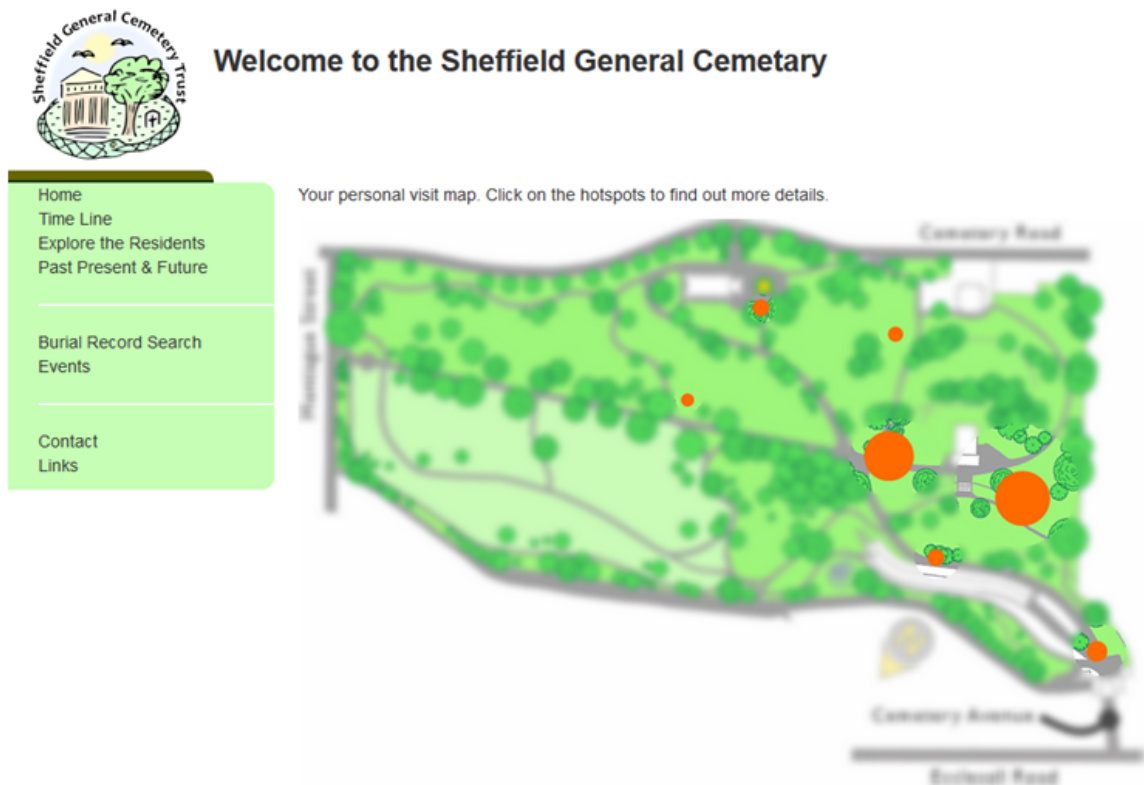 Sheffield General Cemetery Trust
Welcome to the Sheffield General Cemetary
Home
Time Line
Explore the Residents
Past Present & Future
Burial Record Search
Events
Contact
Links
Your personal visit map. Click on the hotspots to find out more details.
Cemetery Road
Montague Street
Cemetery Avenue
Ecclesall Road